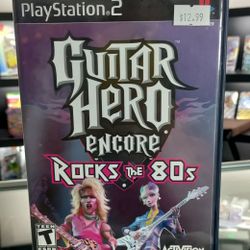 PlayStation 2
$12.99
GUITAR
HERO
ENCORE
ROCKS THE 80s
TEEN
T
ACTIVISION